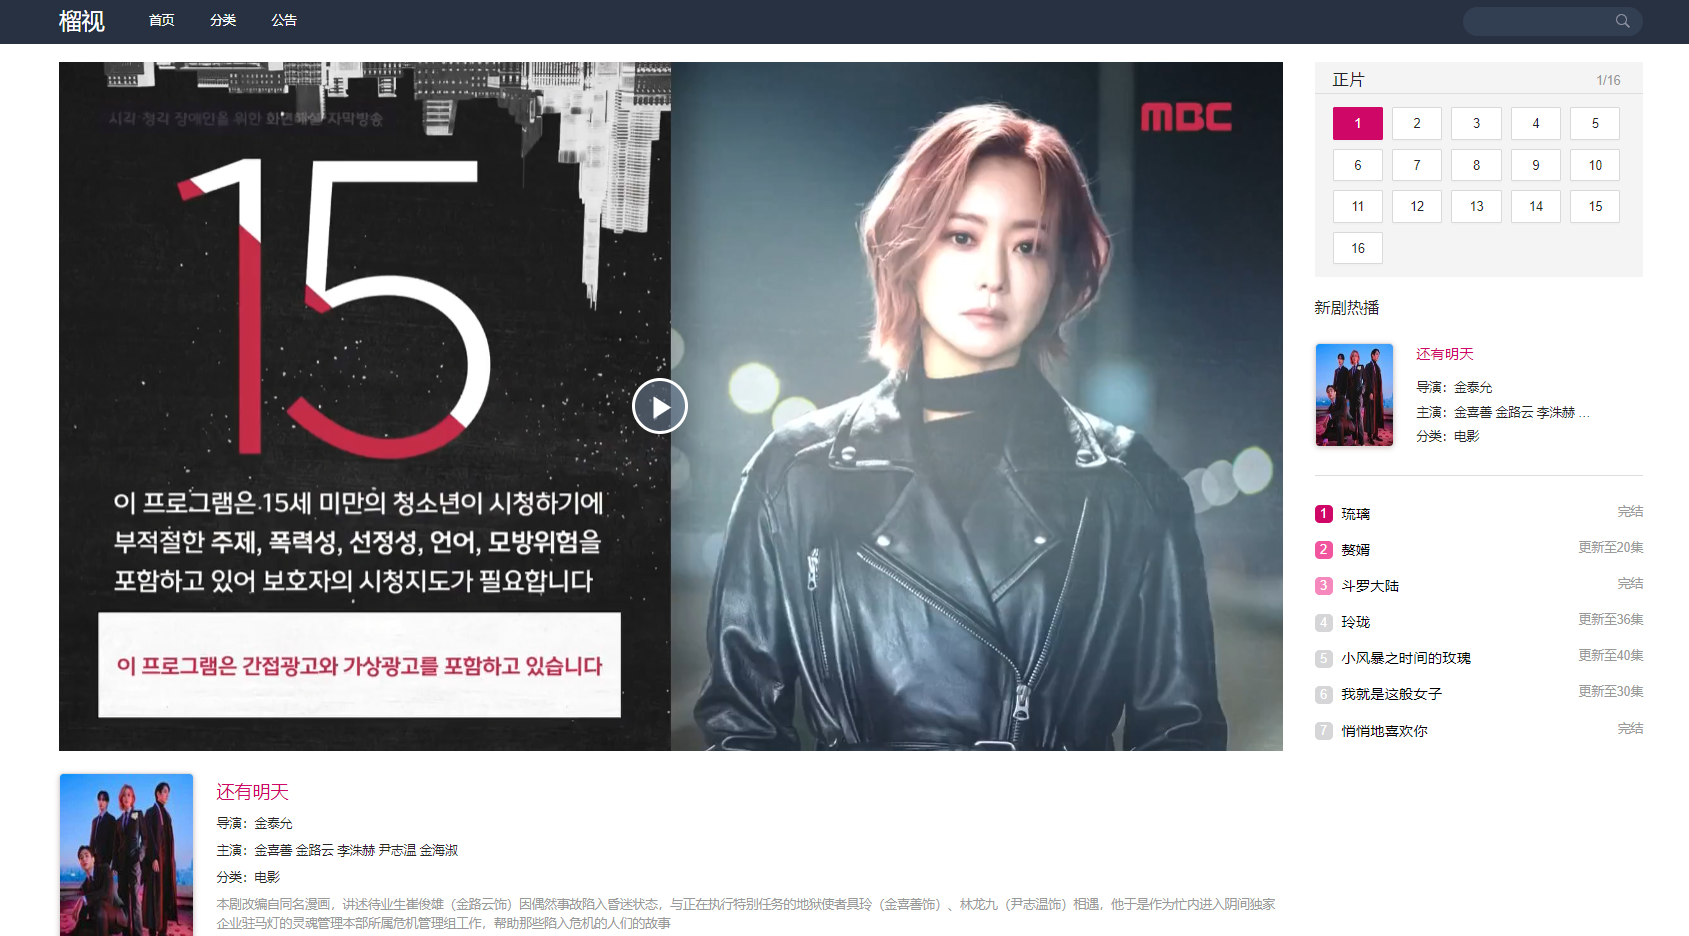 榴视
首页
分类
公告
시각·청각 장애인을 위한 화면해설·자막방송
15
MBC
이 프로그램은 15세 미만의 청소년이 시청하기에
부적절한 주제, 폭력성, 선정성, 언어, 모방위험을
포함하고 있어 보호자의 시청지도가 필요합니다
이 프로그램은 간접광고와 가상광고를 포함하고 있습니다
正片
1/16
1
2
3
4
5
6
7
8
9
10
11
12
13
14
15
16
新剧热播
还有明天
导演：金泰允
主演：金喜善 金路云 李洙赫 ...
分类：电影
1 琉璃 完结
2 赘婿 更新至20集
3 斗罗大陆 完结
4 玲珑 更新至36集
5 小风暴之时间的玫瑰 更新至40集
6 我就是这般女子 更新至30集
7 悄悄地喜欢你 完结
还有明天
导演：金泰允
主演：金喜善 金路云 李洙赫 尹志温 金海淑
分类：电影
本剧改编自同名漫画，讲述待业生崔俊雄（金路云饰）因偶然事故陷入昏迷状态，与正在执行特别任务的地狱使者具玲（金喜善饰）、林龙九（尹志温饰）相遇，他于是作为忙内进入阴间独家
企业驻马灯的灵魂管理本部所属危机管理组工作，帮助那些陷入危机的人们的故事